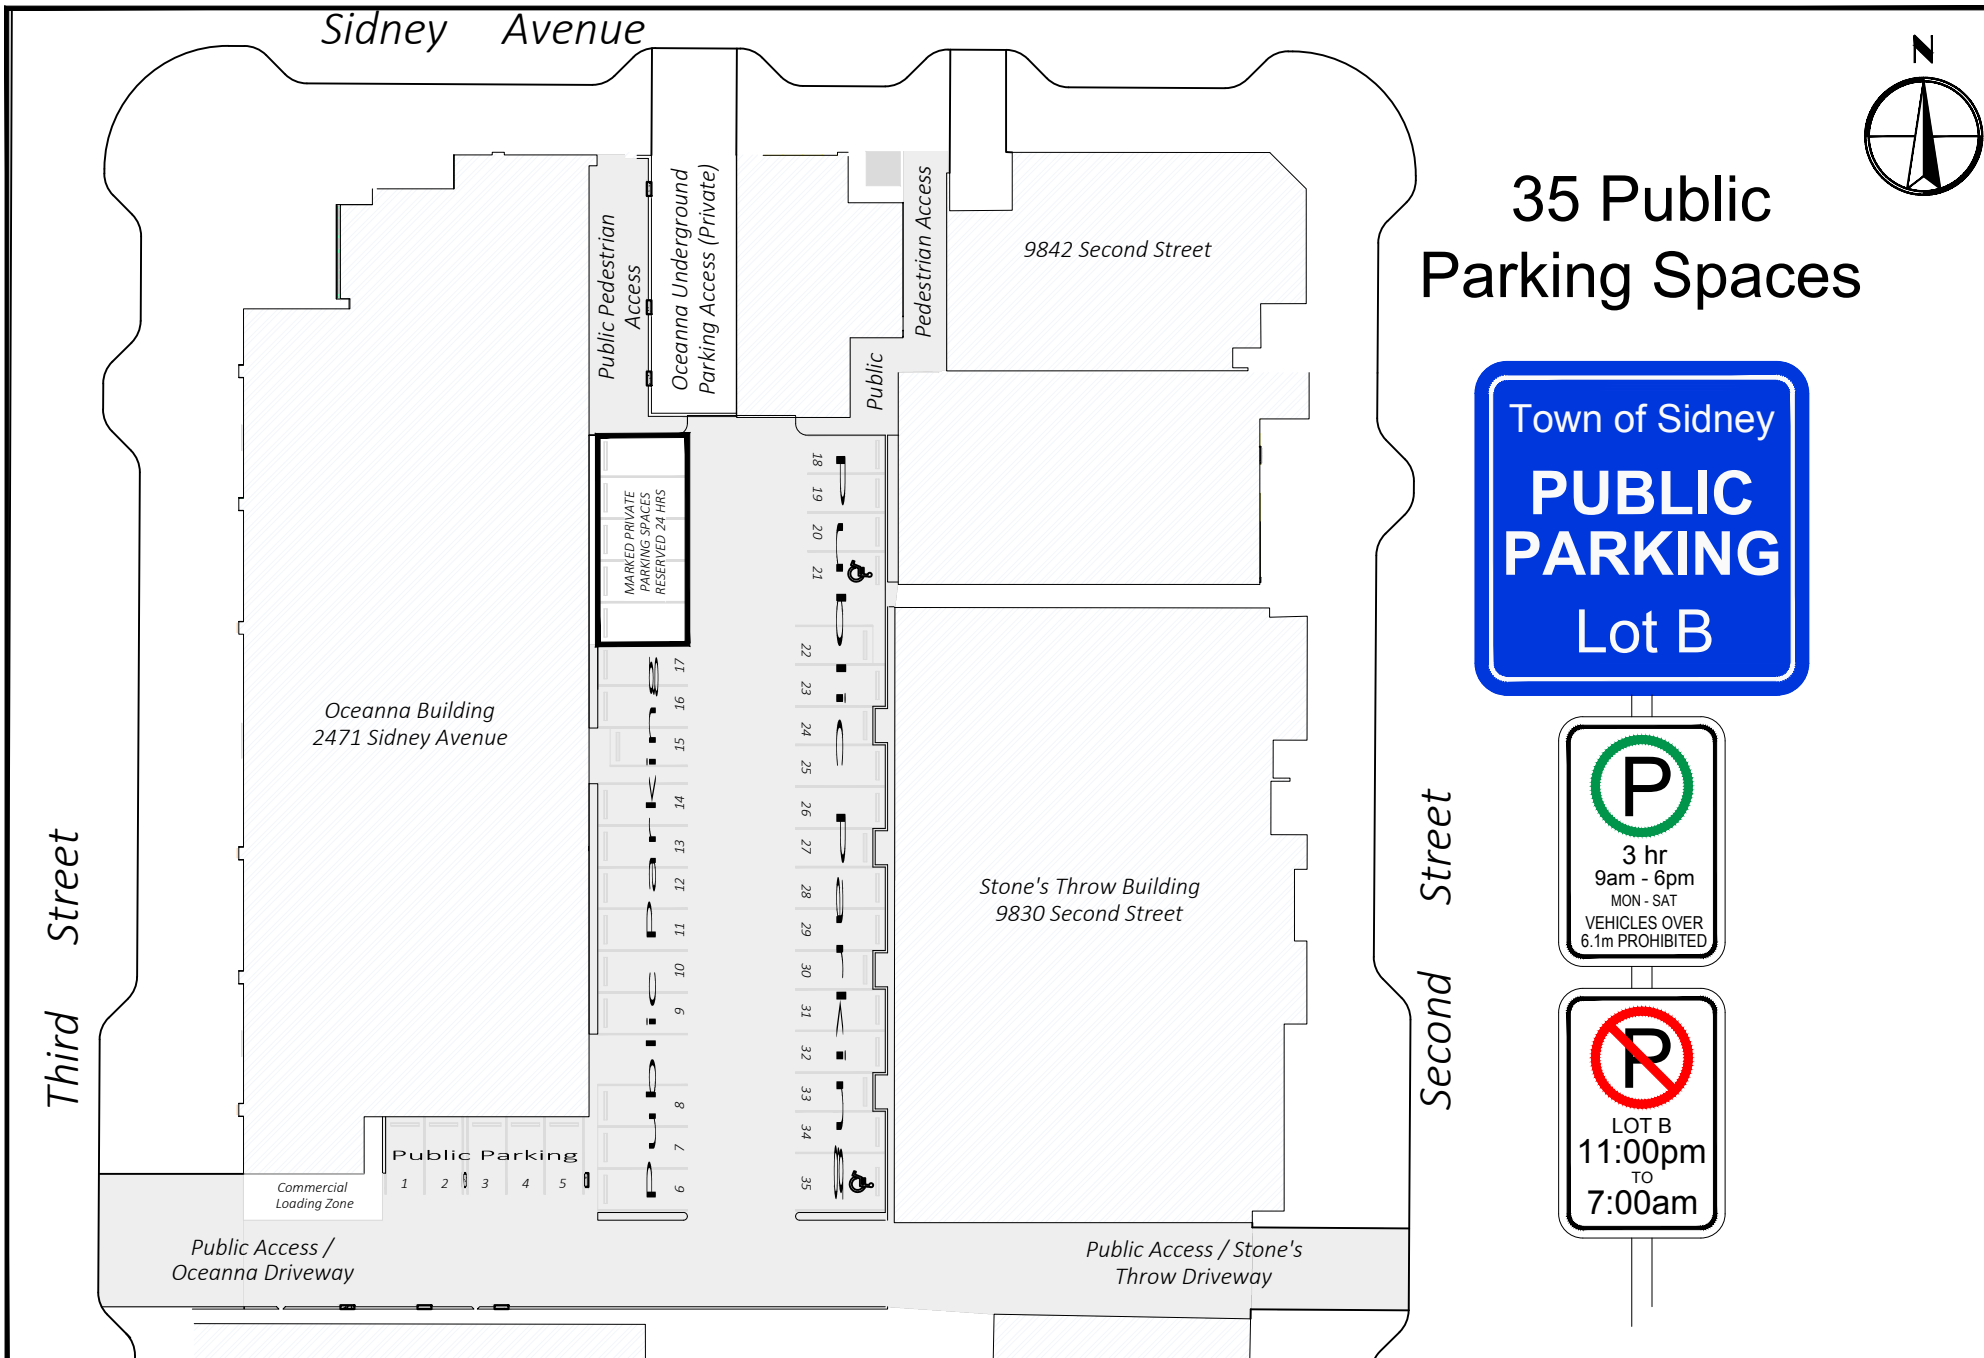 Sidney Avenue
N
35 Public
Parking Spaces
Public Pedestrian
Access
Oceanna Underground
Parking Access (Private)
Pedestrian Access
Public
9842 Second Street
Town of Sidney
PUBLIC
PARKING
Lot B
MARKED PRIVATE
PARKING SPACES
RESERVED 24 HRS
18
19
20
21
22
23
24
25
26
27
28
29
30
31
32
33
34
35
17
16
15
14
13
12
11
10
9
8
7
6
Public Parking
Oceanna Building
2471 Sidney Avenue
Stone's Throw Building
9830 Second Street
Third Street
Second Street
P
3 hr
9am - 6pm
MON - SAT
VEHICLES OVER
6.1m PROHIBITED
P
LOT B
11:00pm
TO
7:00am
Public Parking
1 2 3 4 5
Commercial
Loading Zone
Public Access /
Oceanna Driveway
Public Access / Stone's
Throw Driveway